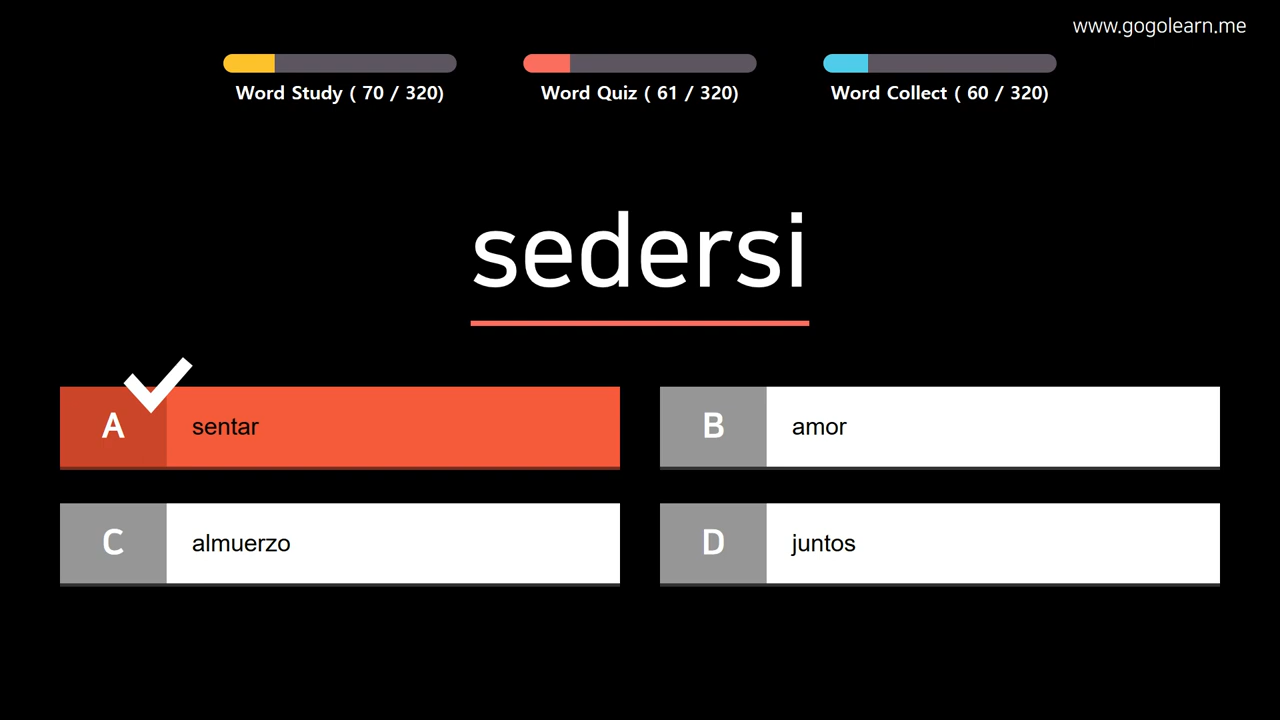 www.gogolearn.me
Word Study ( 70 / 320)
Word Quiz ( 61 / 320)
Word Collect ( 60 / 320)
sedersi
A sentar
B amor
C almuerzo
D juntos